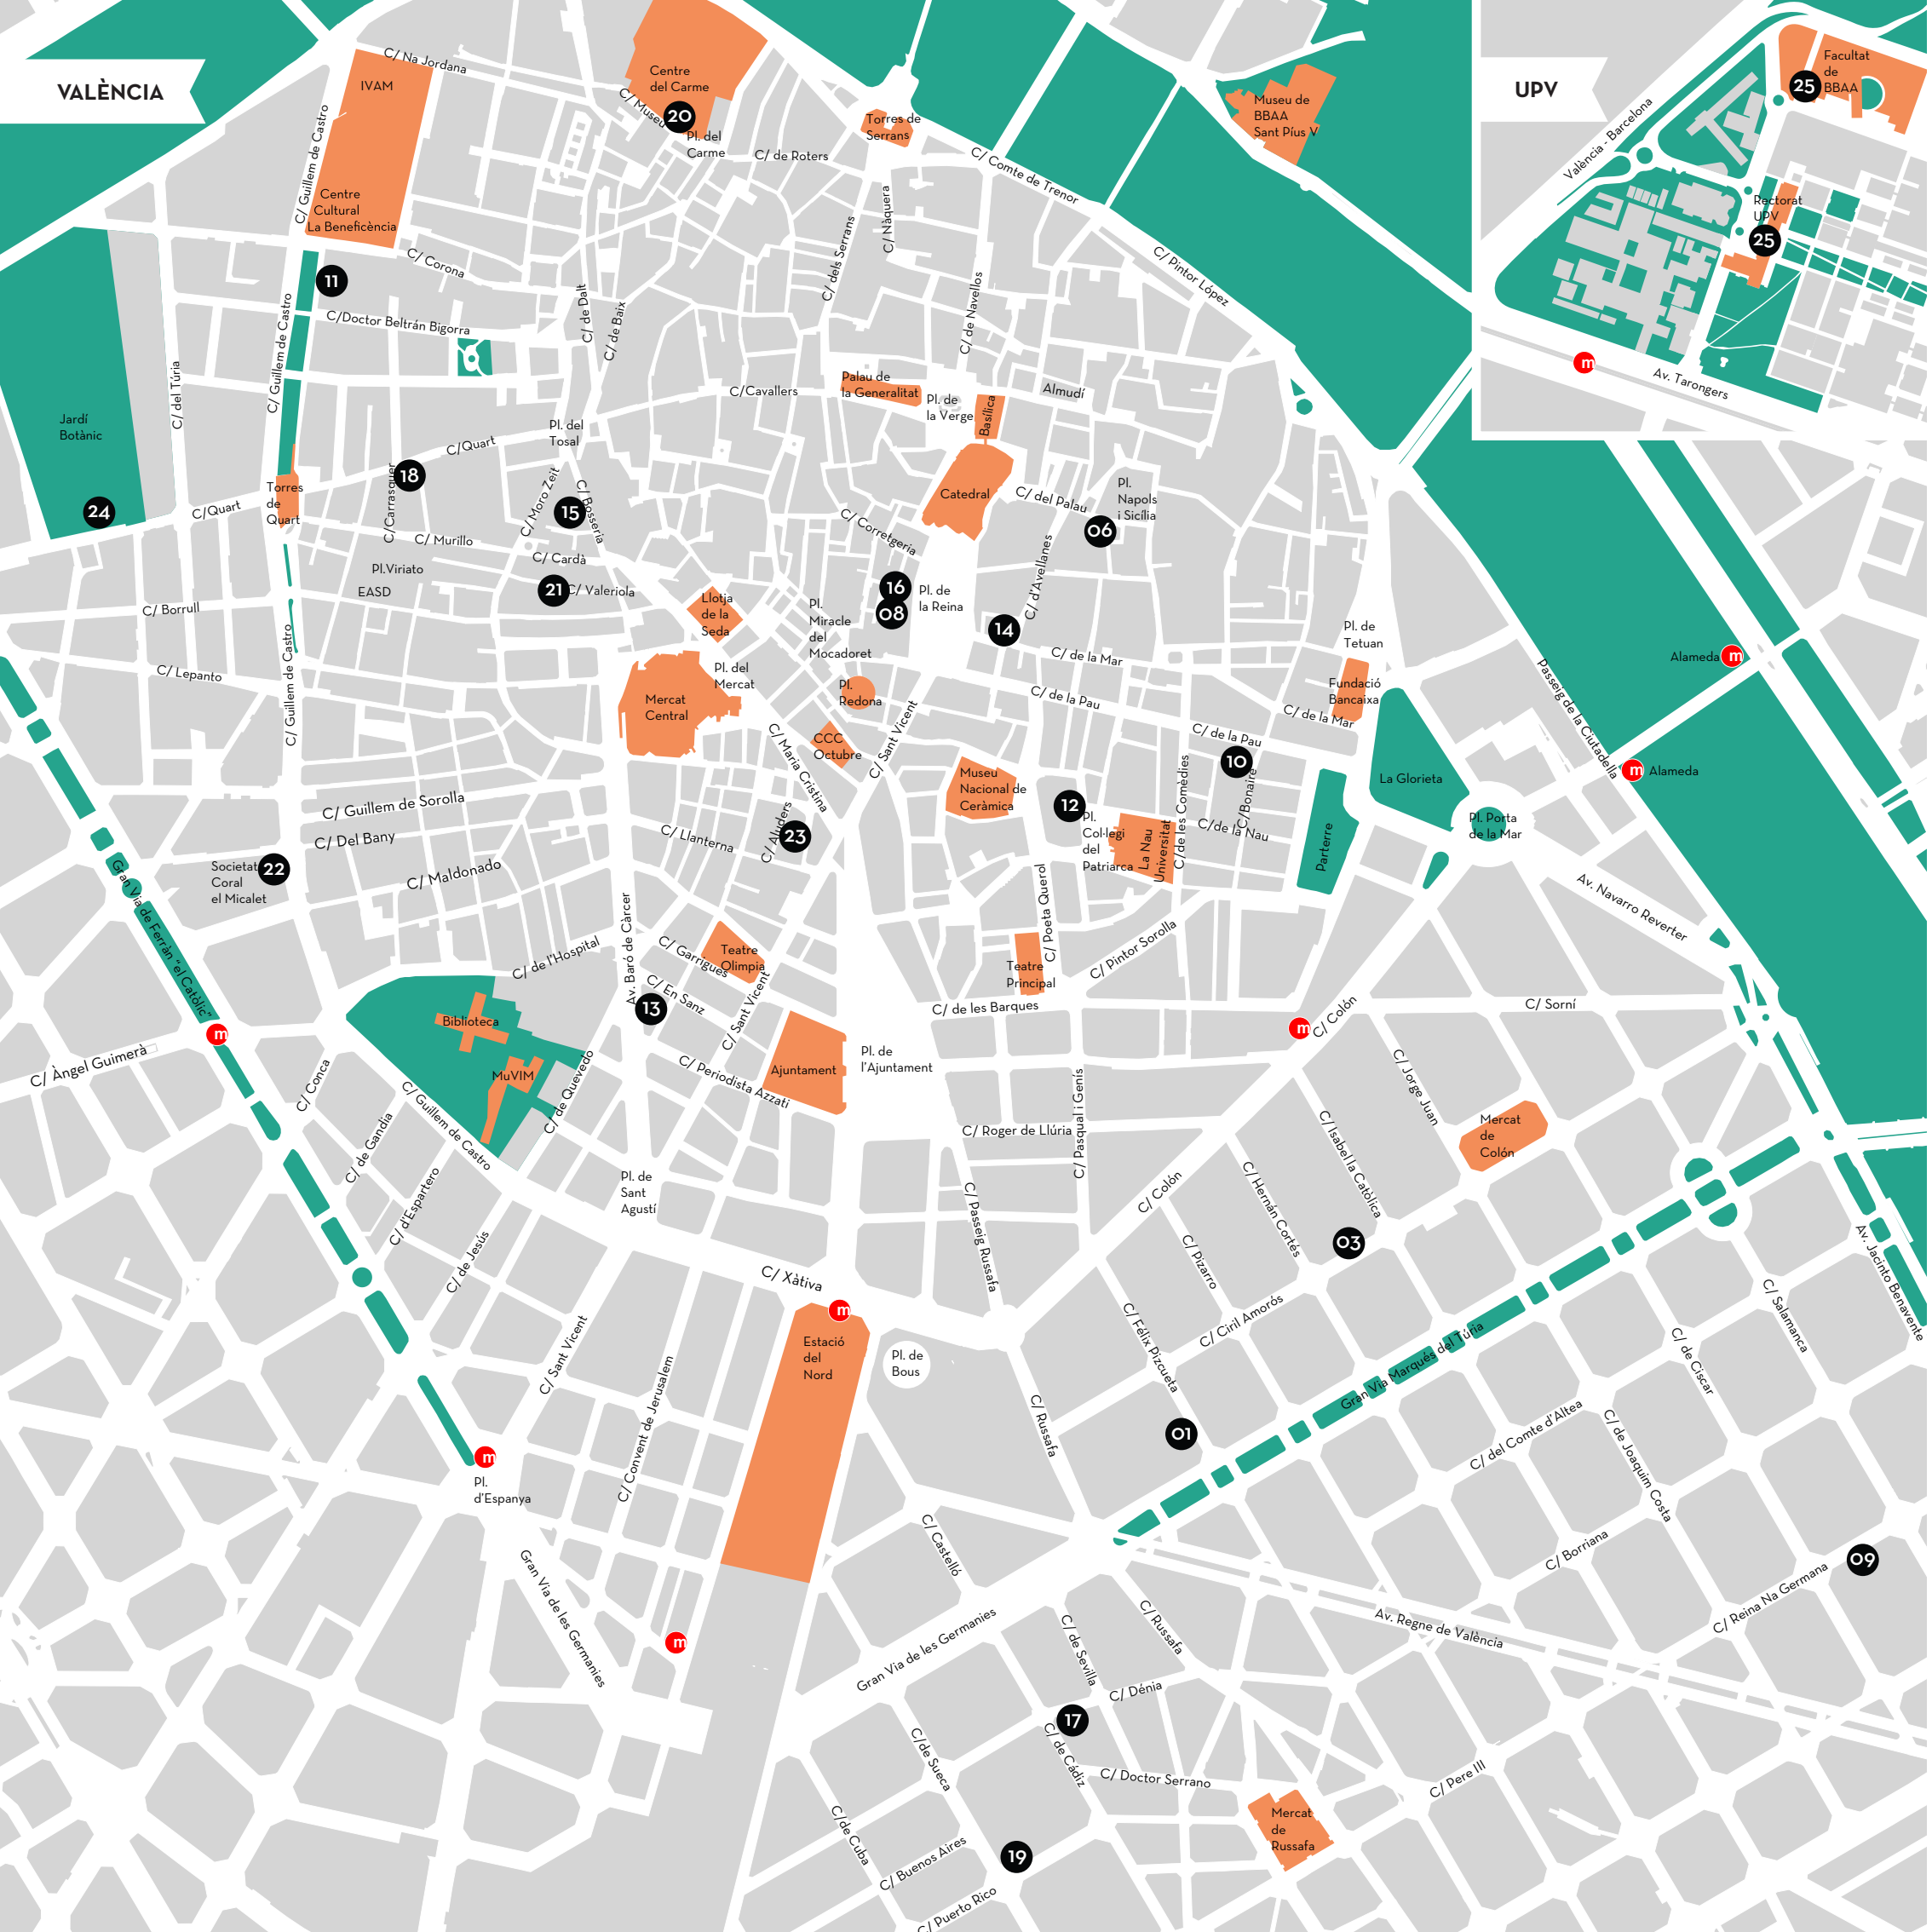 VALÈNCIA
C/ Na Jordana
IVAM
Centre
del Carme
20
C/ Museu
Pl. del
Carme
C/ de Roters
Torres de
Serrans
C/ Comte de Trenor
Museu de
BBAA
Sant Píus V
UPV
València - Barcelona
25
Facultat
de
BBAA
Rectorat
UPV
25
m
Av. Tarongers
C/ Guillem de Castro
Centre
Cultural
La Beneficència
C/ Corona
11
C/ dels Serrans
C/ Nàquera
C/ de Navellos
C/ Pintor López
C/Doctor Beltrán Bigorra
C/ de Dalt
C/ de Baix
C/ Guillem de Castro
C/ del Túria
Jardí
Botànic
24
C/Quart
Torres
de
Quart
C/Carrasquer
18
C/Quart
Pl. del
Tosal
C/Cavallers
Palau de
la Generalitat
Pl. de
la Verge
Basílica
Almudí
Catedral
C/ del Palau
Pl.
Napols
i Sicília
06
C/ Moro Zeit
15
C/ Bosseria
C/ Corretgeria
C/ Murillo
C/ Cardà
Pl.Viriato
EASD
21
C/ Valeriola
Llotja
de la
Seda
Pl.
Miracle
del
Mocadoret
16
08
Pl. de
la Reina
14
C/ d'Avellanes
C/ de la Mar
Pl. de
Tetuan
C/ Borrull
C/ Lepanto
C/ Guillem de Castro
Mercat
Central
Pl. del
Mercat
Pl.
Redona
CCC
Octubre
C/ Maria Cristina
C/ Sant Vicent
C/ de la Pau
Fundació
Bancaixa
C/ de la Mar
C/ de la Pau
10
C/Bonaire
Passeig de la Ciutadella
Alameda
m
m
Alameda
La Glorieta
Pl. Porta
de la Mar
Museu
Nacional de
Ceràmica
12
Pl.
Col·legi
del
Patriarca
La Nau
Universitat
C/de les Comèdies
C/de la Nau
Parterre
C/ Guillem de Sorolla
C/ Del Bany
C/ Maldonado
C/ Llanterna
C/ Aluders
23
Societat
Coral
el Micalet
22
Gran Via de Ferràn "el Catòlic"
C/ de l'Hospital
Av. Baró de Càrcer
C/ Garrigues
Teatre
Olimpia
C/ En Sanz
13
C/ Sant Vicent
C/ Periodista Azzati
Ajuntament
Pl. de
l'Ajuntament
C/ Poeta Querol
Teatre
Principal
C/ Pintor Sorolla
C/ de les Barques
Av. Navarro Reverter
C/ Sorní
m
C/ Colón
m
C/ Àngel Guimerà
Biblioteca
MuVIM
C/ de Quevedo
C/ Conca
C/ de Gandia
C/ Guillem de Castro
C/ d'Espartero
C/ de Jesús
Pl. de
Sant
Agustí
C/ Roger de Llúria
C/ Pasqual i Genís
C/ Passeig Russafa
C/ Colón
C/ Jorge Juan
Mercat
de
Colón
C/ Isabel la Catòlica
C/ Hernán Cortés
C/ Pizarro
03
C/ Xàtiva
m
Estació
del
Nord
Pl. de
Bous
C/ Ciril Amorós
C/ Félix Pizcueta
01
C/ Russafa
Gran Via Marqués del Túria
C/ Salamanca
C/ de Ciscar
Av. Jacinto Benavente
C/ Sant Vicent
C/ Convent de Jerusalem
m
Pl.
d'Espanya
Gran Via de les Germanies
m
C/ del Comte d'Altea
C/ de Joaquim Costa
C/ Borriana
C/ Reina Na Germana
09
Av. Regne de València
C/ Castelló
Gran Via de les Germanies
C/ de Sevilla
C/ Russafa
C/ Dénia
17
C/ de Cádiz
C/ Doctor Serrano
C/de Sueca
C/de Cuba
C/ Buenos Aires
19
C/ Puerto Rico
Mercat
de
Russafa
C/ Pere III